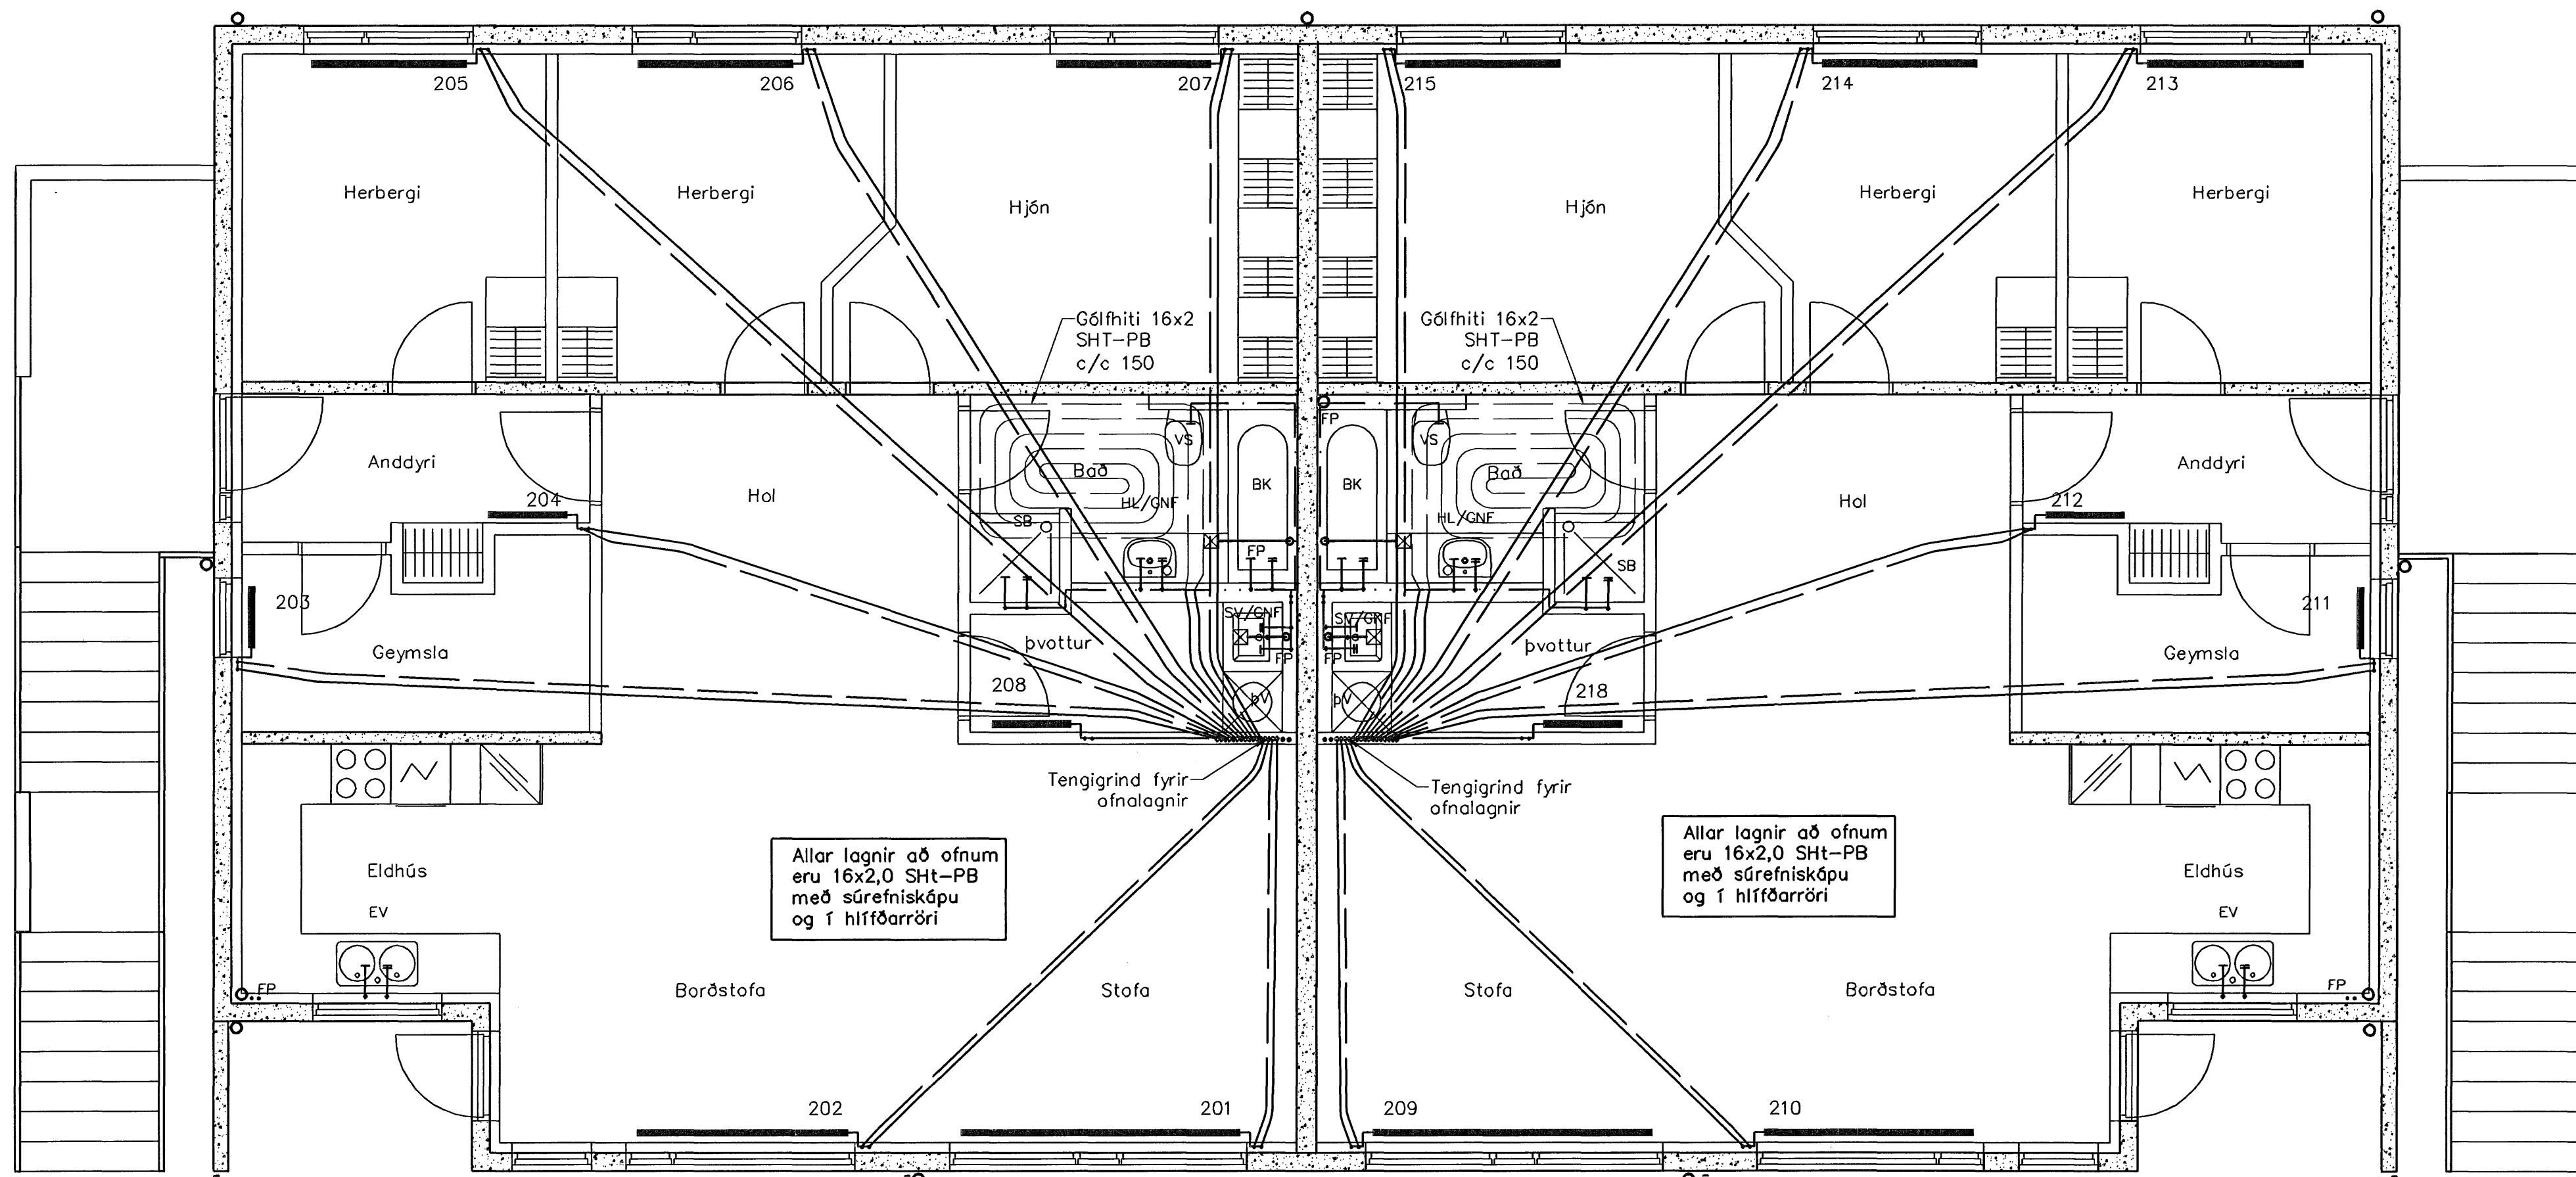 205
206
207
215
214
213
Herbergi
Herbergi
Hjón
Hjón
Herbergi
Herbergi
Gólfhiti 16x2
SHT-PB
c/c 150
Gólfhiti 16x2
SHT-PB
c/c 150
FP
VS
VS
Anddyri
Bað
Bað
Anddyri
Hol
BK
BK
Hol
204
HL/GNF
HL/GNF
212
SB
FP
SB
203
SV/GNF
SV/GNF
211
Geymsla
þvottur
FP
FP
þvottur
Geymsla
208
þV
þV
218
Tengigrind fyrir
ofnalagnir
Tengigrind fyrir
ofnalagnir
Allar lagnir að ofnum
eru 16x2,0 SHt-PB
með súrefniskápu
og í hlífðarröri
Allar lagnir að ofnum
eru 16x2,0 SHt-PB
með súrefniskápu
og í hlífðarröri
Eldhús
Eldhús
EV
EV
FP
Borðstofa
Stofa
Stofa
Borðstofa
FP
202
201
209
210